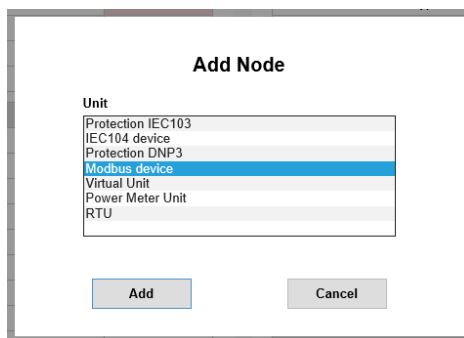 Add Node
Unit
Protection IEC103
IEC104 device
Protection DNP3
Modbus device
Virtual Unit
Power Meter Unit
RTU
Add
Cancel